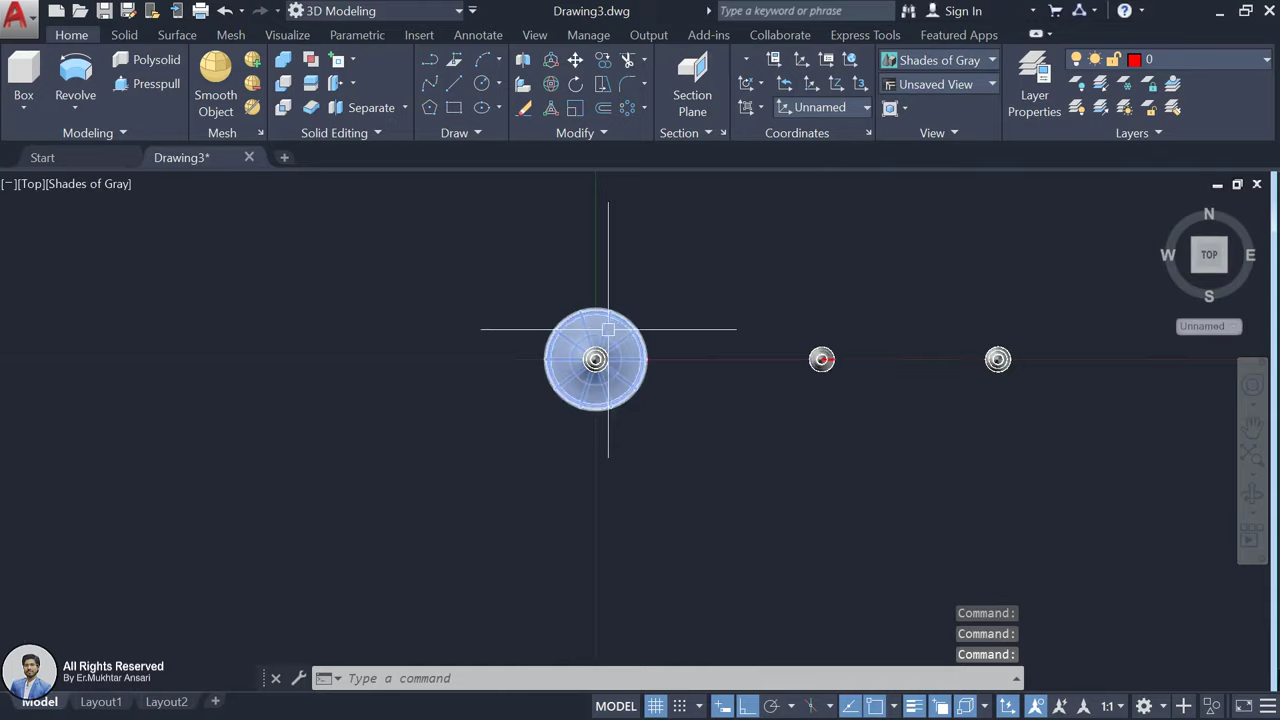 3D Modeling
Drawing3.dwg
Type a keyword or phrase
Sign In
Home
Solid
Surface
Mesh
Visualize
Parametric
Insert
Annotate
View
Manage
Output
Add-ins
Collaborate
Express Tools
Featured Apps
Box
Revolve
Polysolid
Presspull
Smooth
Object
Separate
Section
Plane
Unnamed
Shades of Gray
Unsaved View
Layer
Properties
0
Modeling
Mesh
Solid Editing
Draw
Modify
Section
Coordinates
View
Layers
Start
Drawing3*
[−][Top][Shades of Gray]
N
W
TOP
E
S
Unnamed
Command:
Command:
Command:
Type a command
All Rights Reserved
By Er.Mukhtar Ansari
Model
Layout1
Layout2
MODEL
1:1